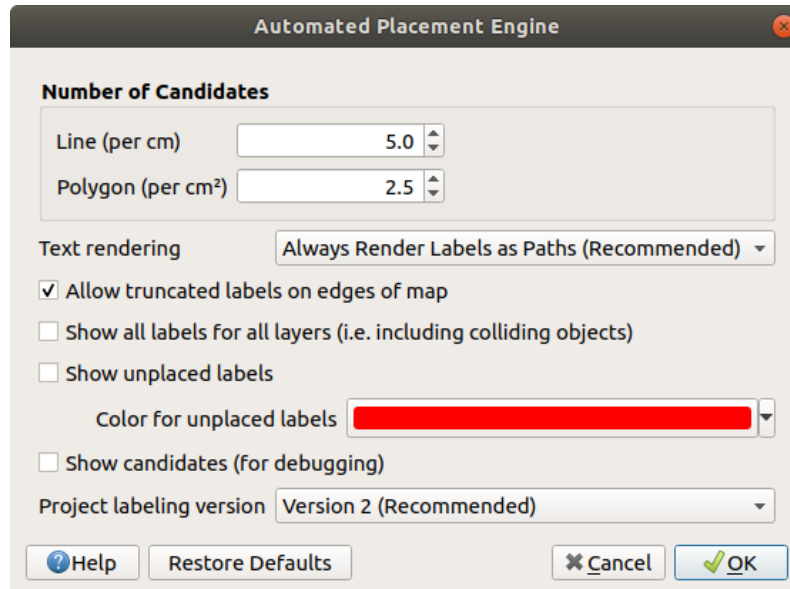 Automated Placement Engine
Number of Candidates
Line (per cm) 5.0
Polygon (per cm²) 2.5
Text rendering Always Render Labels as Paths (Recommended)
Allow truncated labels on edges of map
Show all labels for all layers (i.e. including colliding objects)
Show unplaced labels
Color for unplaced labels
Show candidates (for debugging)
Project labeling version Version 2 (Recommended)
Help Restore Defaults Cancel OK